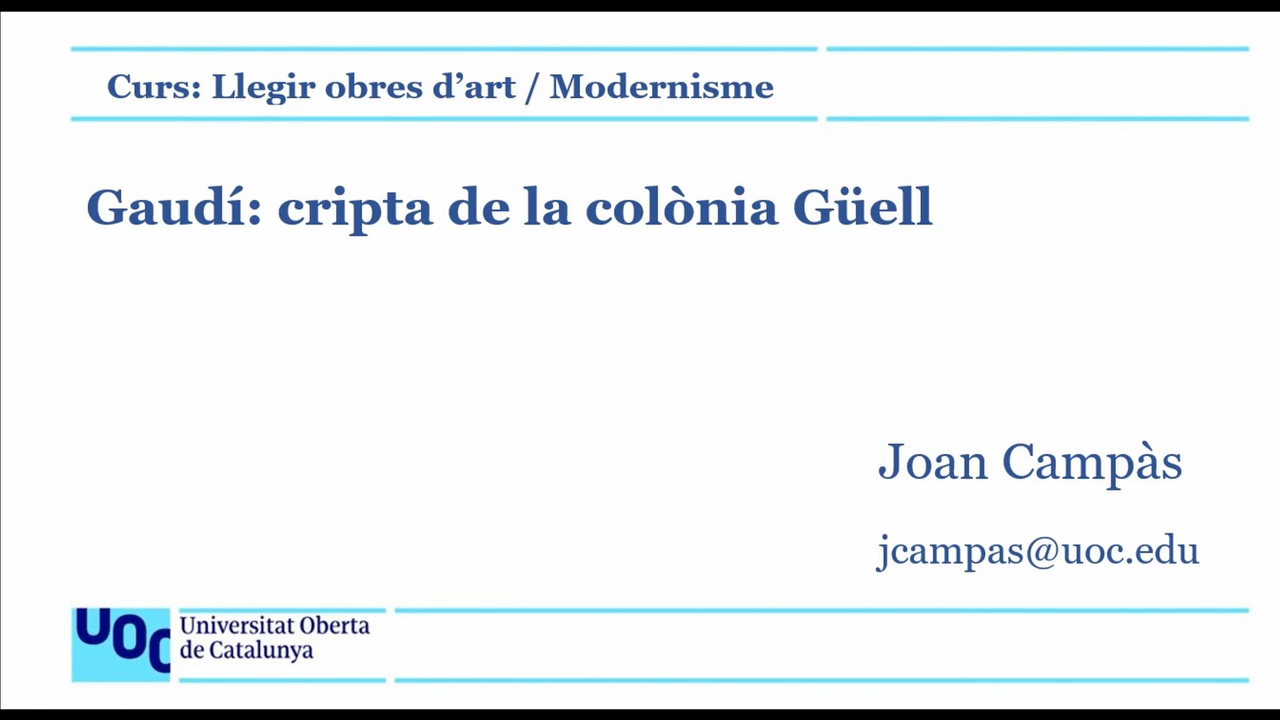 Curs: Llegir obres d’art / Modernisme
Gaudí: cripta de la colònia Güell
Joan Campàs
jcampas@uoc.edu
UOC
Universitat Oberta
de Catalunya